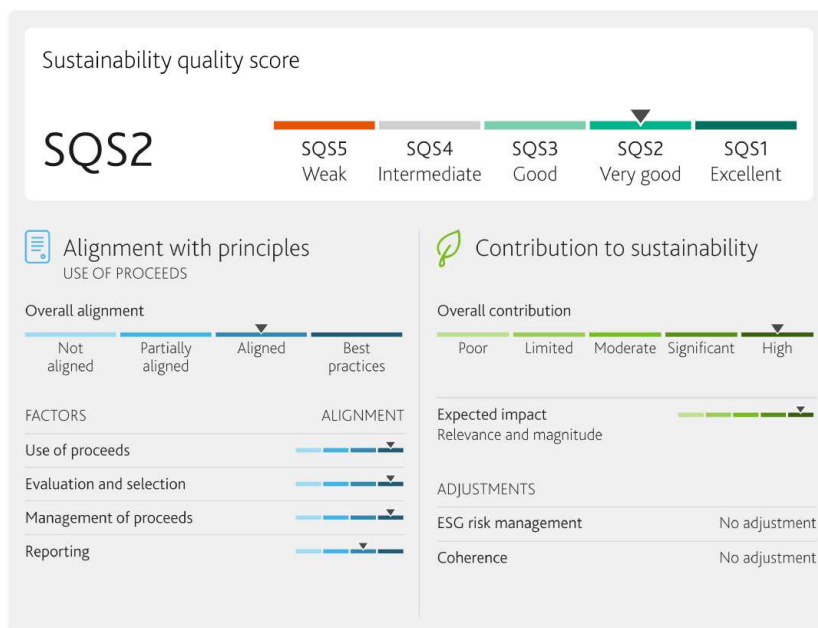 Sustainability quality score
SQS2
SQS5 SQS4 SQS3 SQS2 SQS1
Weak Intermediate Good Very good Excellent
Alignment with principles
USE OF PROCEEDS
Overall alignment
Not aligned
Partially aligned
Aligned
Best practices
FACTORS ALIGNMENT
Use of proceeds
Evaluation and selection
Management of proceeds
Reporting
Contribution to sustainability
Overall contribution
Poor Limited Moderate Significant High
Expected impact
Relevance and magnitude
ADJUSTMENTS
ESG risk management No adjustment
Coherence No adjustment